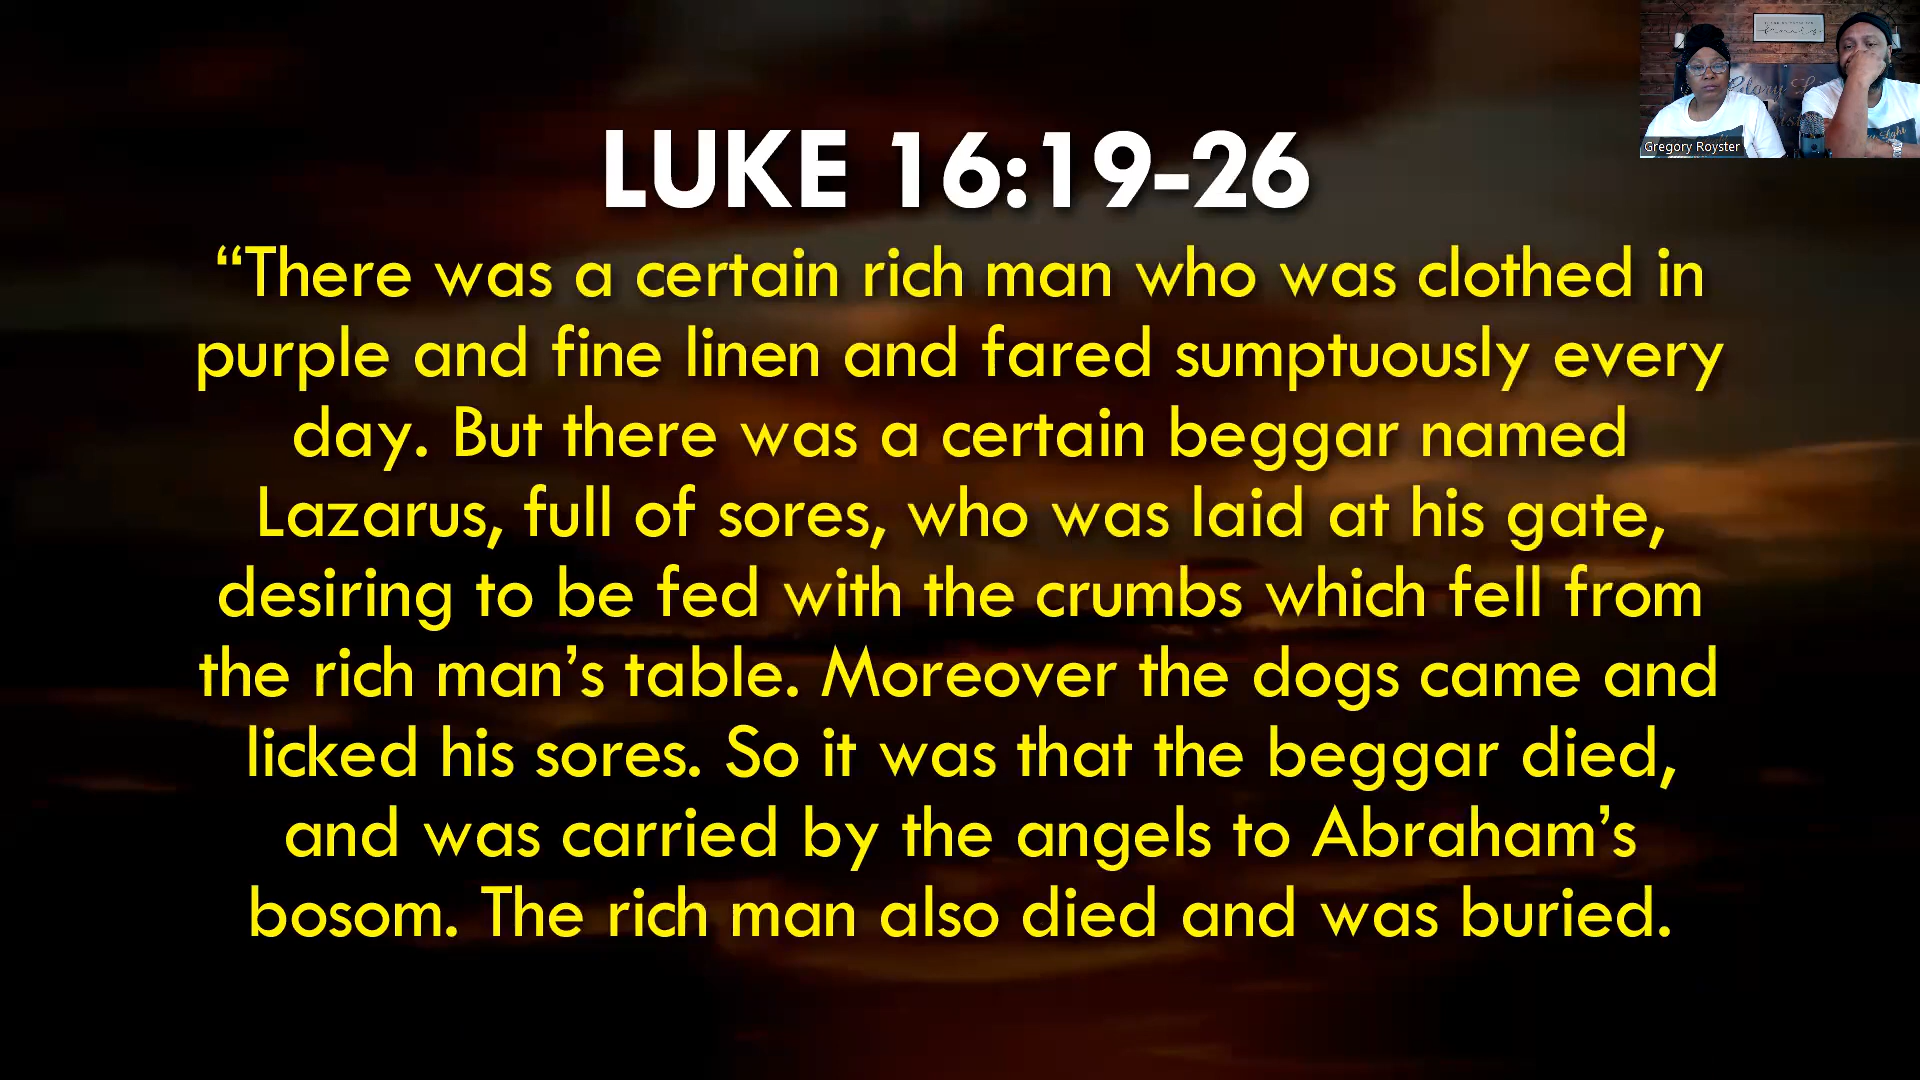 LUKE 16:19-26
“There was a certain rich man who was clothed in
purple and fine linen and fared sumptuously every
day. But there was a certain beggar named
Lazarus, full of sores, who was laid at his gate,
desiring to be fed with the crumbs which fell from
the rich man’s table. Moreover the dogs came and
licked his sores. So it was that the beggar died,
and was carried by the angels to Abraham’s
bosom. The rich man also died and was buried.
Gregory Royster